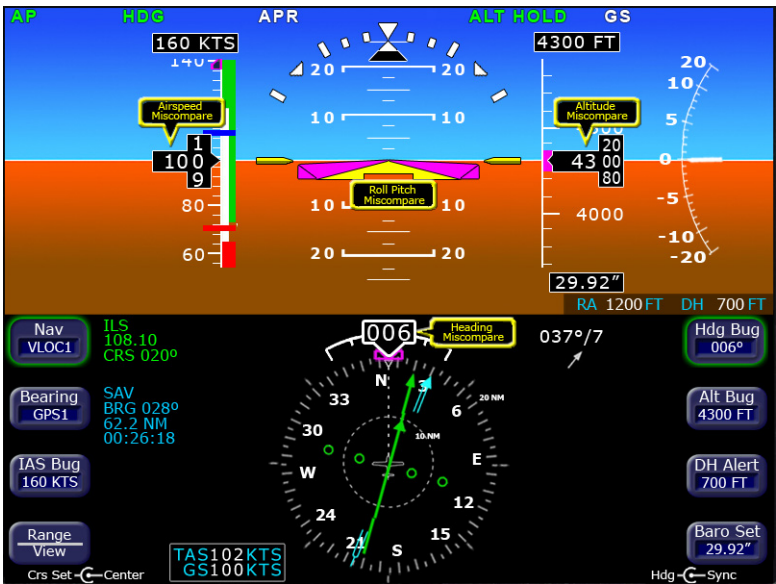 AP HDG APR ALT HOLD GS
160 KTS
4300 FT
140
20 20
20
10
Airspeed
Miscompare
Altitude
Miscompare
10 10
5
1
100
9
20
43 00
80
0
Roll Pitch
Miscompare
80
10 10
4000
-5
-10
60
20 20
-20
29.92”
RA 1200 FT DH 700 FT
Nav
VLOC1
ILS
108.10
CRS 020º
006
Heading
Miscompare
037°/7
Hdg Bug
006º
N
3
33
6
20 NM
Bearing
GPS1
SAV
BRG 028º
62.2 NM
00:26:18
Alt Bug
4300 FT
30
10 NM
W
E
IAS Bug
160 KTS
DH Alert
700 FT
24
12
21
15
S
Range
View
Baro Set
29.92”
TAS102KTS
GS100KTS
Crs Set Center
Hdg Sync